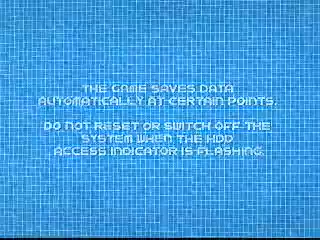 THE GAME SAVES DATA
AUTOMATICALLY AT CERTAIN POINTS.
DO NOT RESET OR SWITCH OFF THE
SYSTEM WHEN THE HDD
ACCESS INDICATOR IS FLASHING.